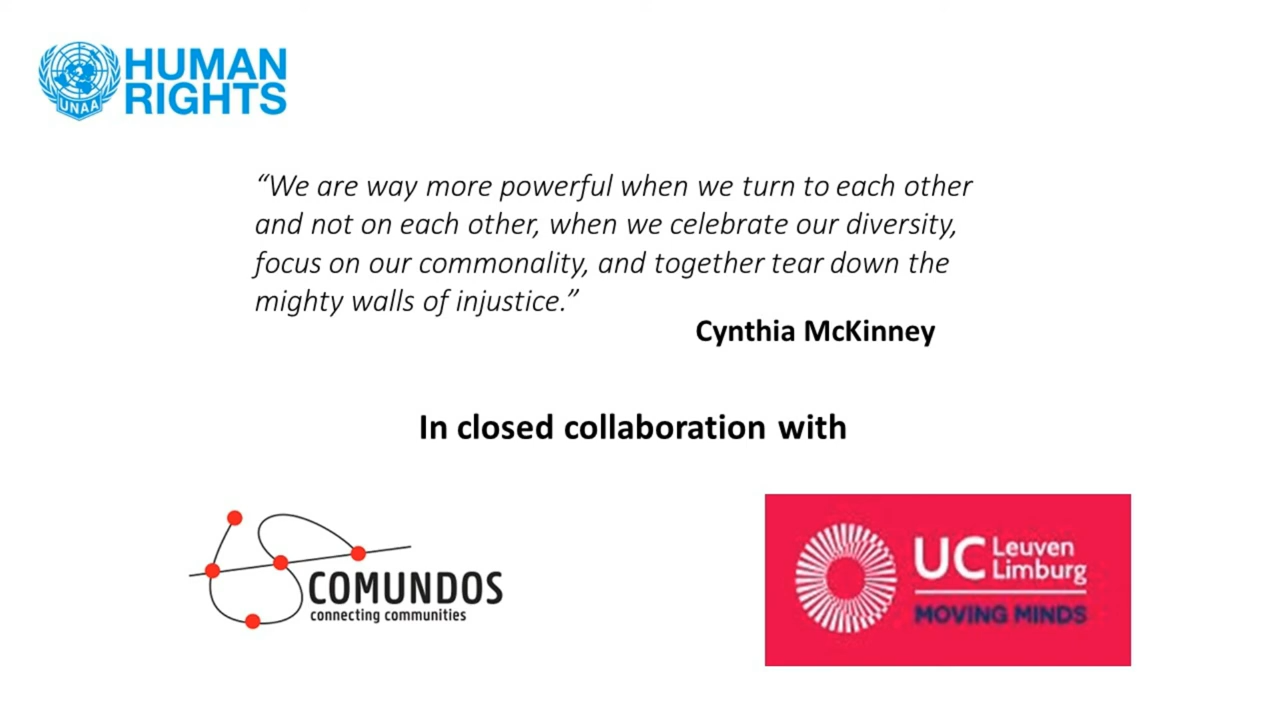 HUMAN
RIGHTS
UNAA
“We are way more powerful when we turn to each other
and not on each other, when we celebrate our diversity,
focus on our commonality, and together tear down the
mighty walls of injustice.”
Cynthia McKinney
In closed collaboration with
COMUNDOS
connecting communities
UC Leuven
Limburg
MOVING MINDS